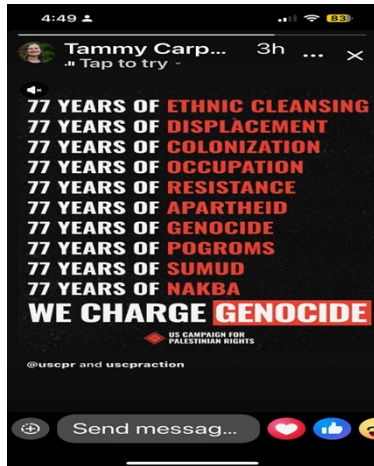 4:49
83
Tammy Carp... 3h ...
Tap to try
77 YEARS OF ETHNIC CLEANSING
77 YEARS OF DISPLACEMENT
77 YEARS OF COLONIZATION
77 YEARS OF OCCUPATION
77 YEARS OF RESISTANCE
77 YEARS OF APARTHEID
77 YEARS OF GENOCIDE
77 YEARS OF POGROMS
77 YEARS OF SUMUD
77 YEARS OF NAKBA
WE CHARGE GENOCIDE
US CAMPAIGN FOR
PALESTINIAN RIGHTS
@uscpr and uscpraction
Send messag...